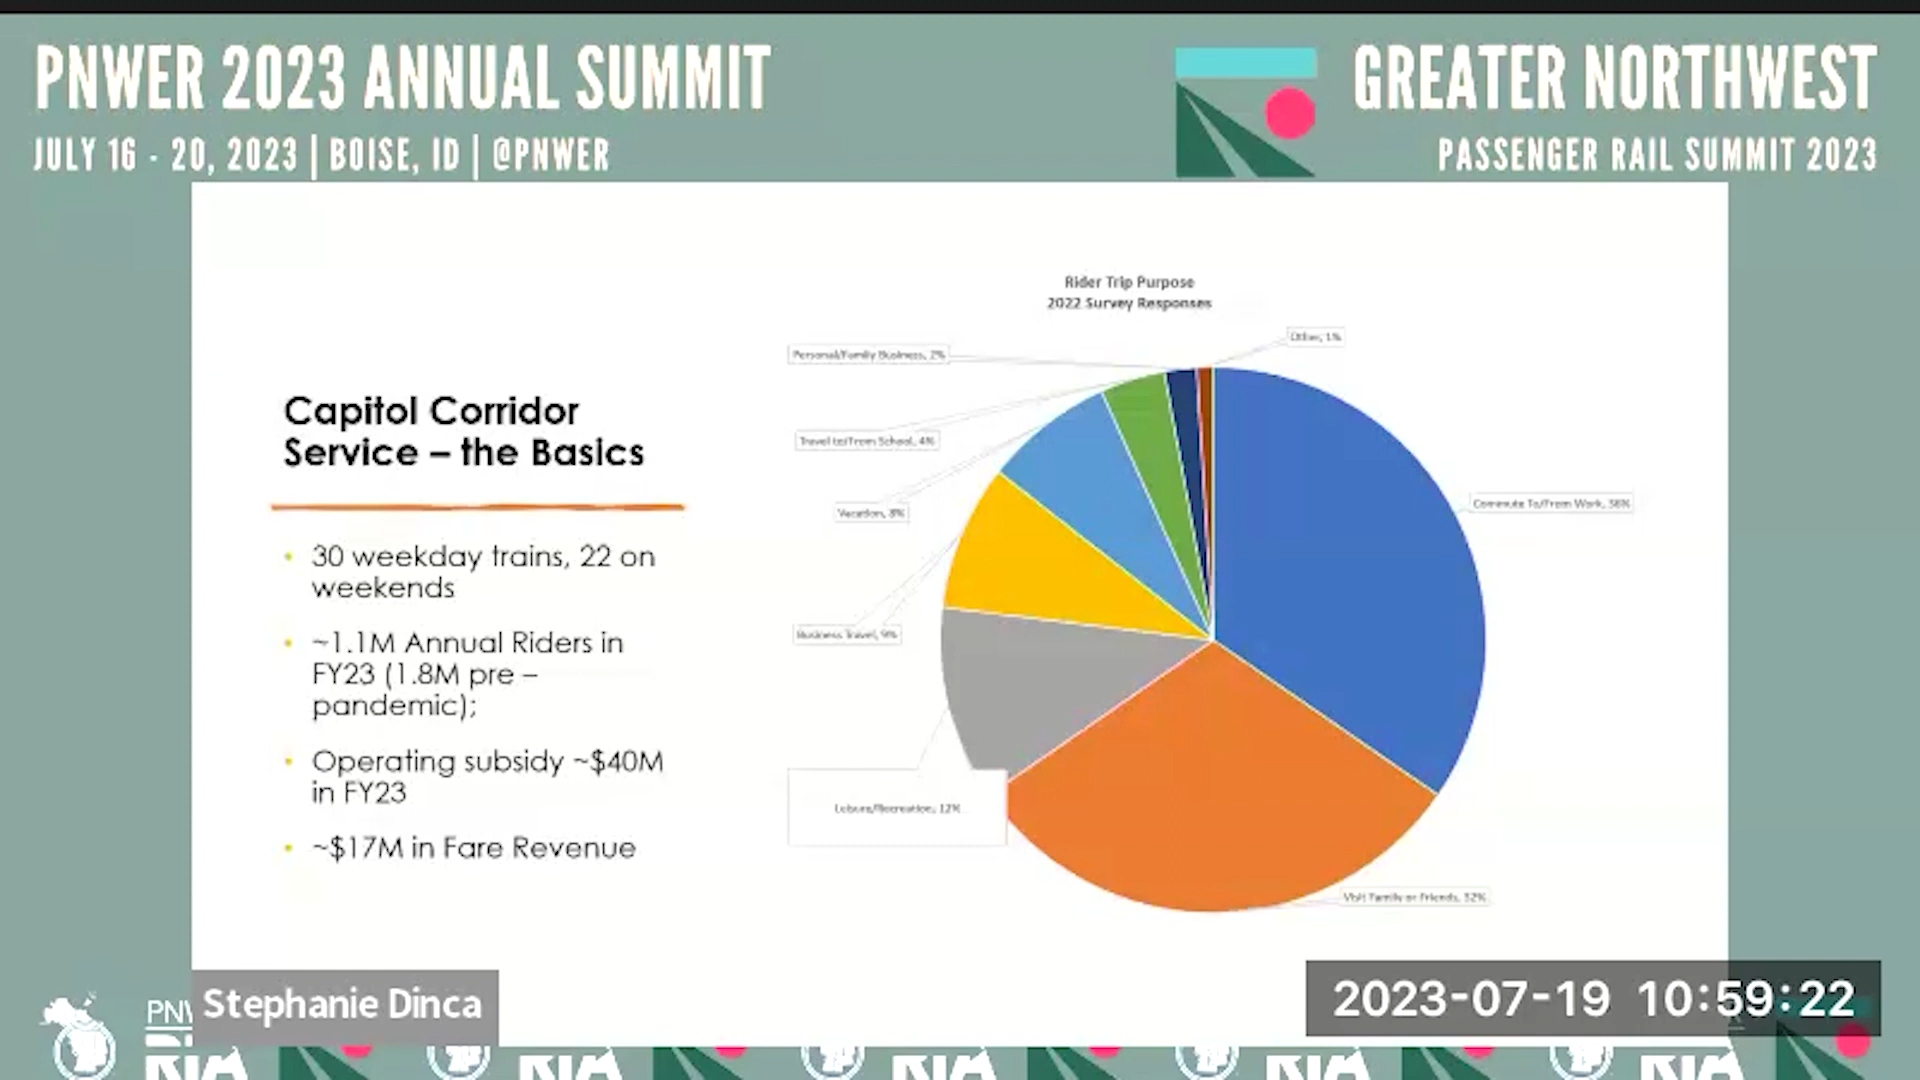 PNWER 2023 ANNUAL SUMMIT
JULY 16 - 20, 2023 | BOISE, ID | @PNWER
GREATER NORTHWEST
PASSENGER RAIL SUMMIT 2023
Capitol Corridor
Service – the Basics
• 30 weekday trains, 22 on
weekends
• ~1.1M Annual Riders in
FY23 (1.8M pre –
pandemic);
• Operating subsidy ~$40M
in FY23
• ~$17M in Fare Revenue
Rider Trip Purpose
2022 Survey Responses
Other, 1%
Personal/Family Business, 2%
Travel to/From School, 4%
Vacation, 8%
Business Travel, 9%
Leisure/Recreation, 12%
Commute To/From Work, 36%
Visit Family or Friends, 32%
Stephanie Dinca
2023-07-19 10:59:22